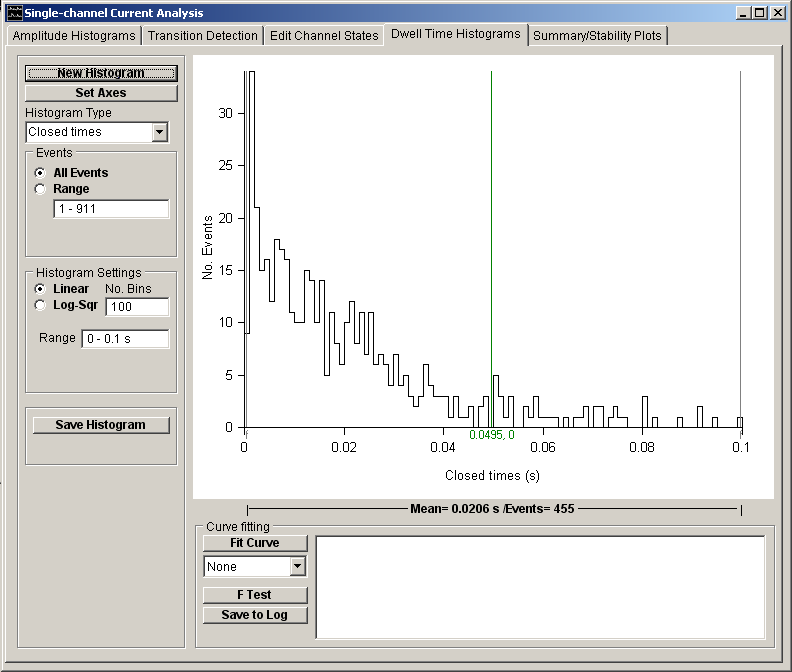 Single-channel Current Analysis
Amplitude Histograms Transition Detection Edit Channel States Dwell Time Histograms Summary/Stability Plots
New Histogram
Set Axes
Histogram Type
Closed times
Events
All Events
Range
1 - 911
Histogram Settings
Linear No. Bins
Log-Sqr 100
Range 0 - 0.1 s
Save Histogram
No. Events
30
25
20
15
10
5
0
0 0.02 0.04 0.06 0.08 0.1
0.0495, 0
Closed times (s)
Mean= 0.0206 s /Events= 455
Curve fitting
Fit Curve
None
F Test
Save to Log